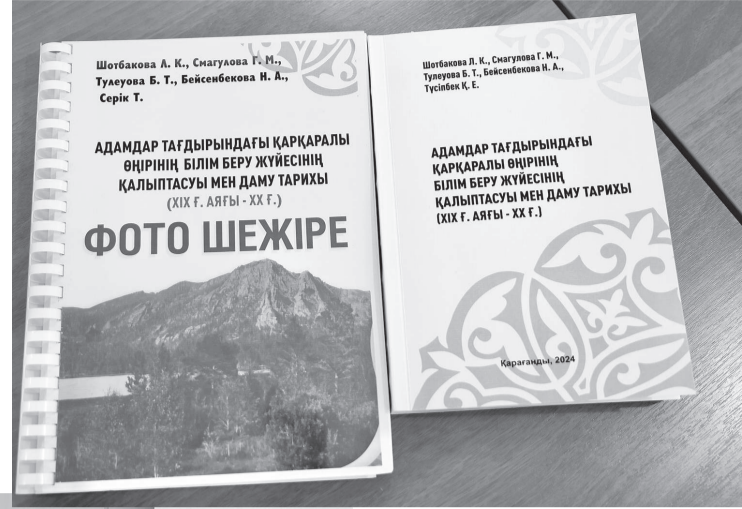 Шотбакова Л. К., Смагулова Г. М.,
Тулеуова Б. Т., Бейсенбекова Н. А.,
Серік Т.
АДАМДАР ТАҒДЫРЫНДАҒЫ ҚАРҚАРАЛЫ
ӨҢІРІНІҢ БІЛІМ БЕРУ ЖҮЙЕСІНІҢ
ҚАЛЫПТАСУЫ МЕН ДАМУ ТАРИХЫ
(XIX Ғ. АЯҒЫ - XX Ғ.)
ФОТО ШЕЖІРЕ
Шотбакова Л. К., Смагулова Г. М.,
Тулеуова Б. Т., Бейсенбекова Н. А.,
Түсіпбек Қ. Е.
АДАМДАР ТАҒДЫРЫНДАҒЫ
ҚАРҚАРАЛЫ ӨҢІРІНІҢ
БІЛІМ БЕРУ ЖҮЙЕСІНІҢ
ҚАЛЫПТАСУЫ МЕН ДАМУ ТАРИХЫ
(XIX Ғ. АЯҒЫ - XX Ғ.)
Қарағанды, 2024